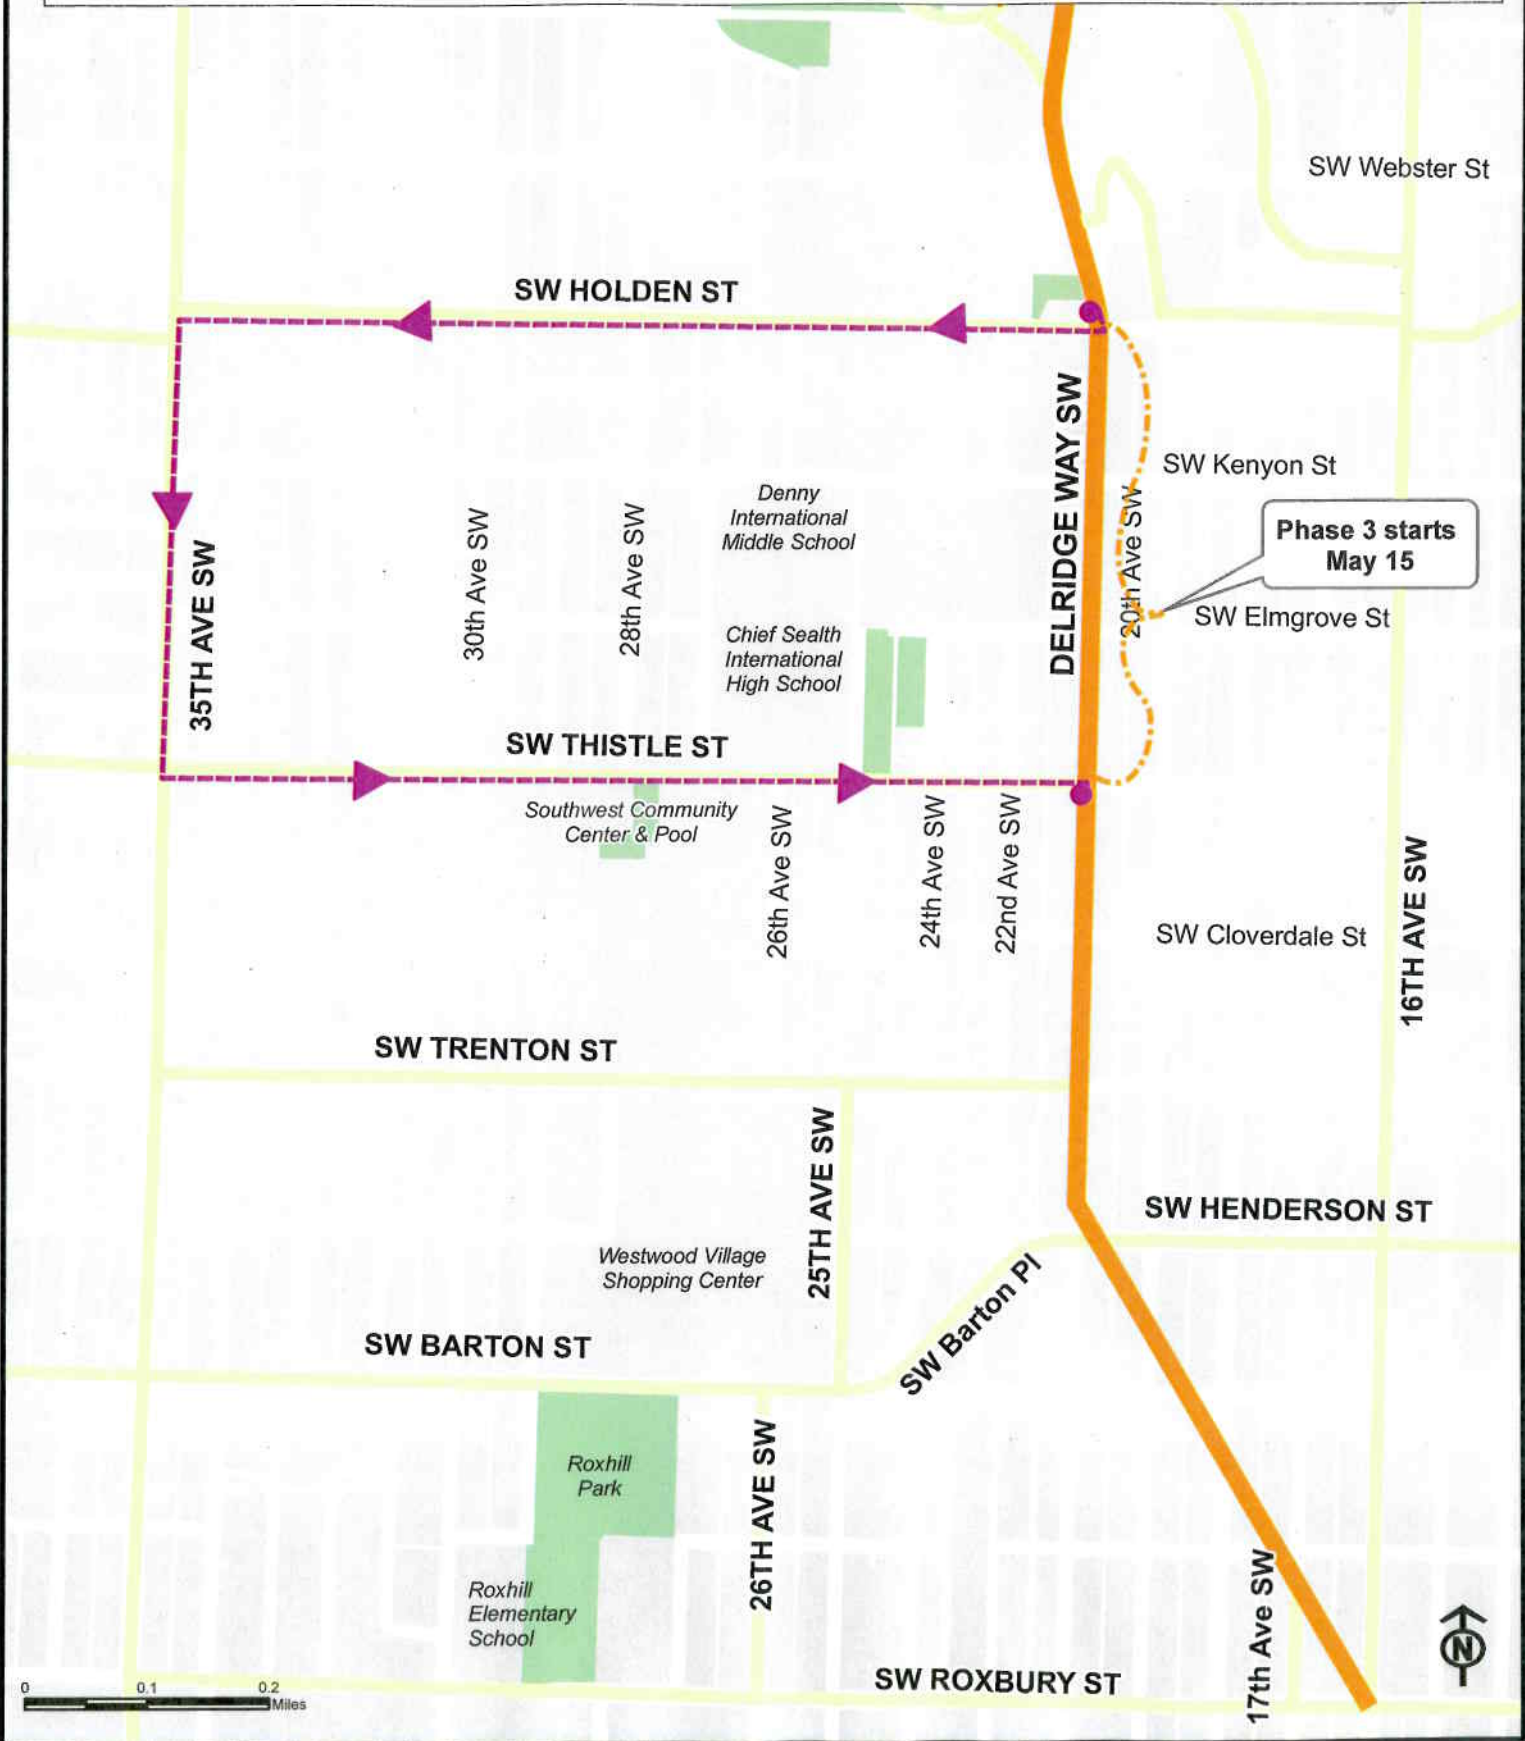 SW Webster St
SW HOLDEN ST
DELRIDGE WAY SW
SW Kenyon St
Denny
International
Middle School
20th Ave SW
Phase 3 starts
May 15
30th Ave SW
28th Ave SW
35TH AVE SW
SW Elmgrove St
Chief Sealth
International
High School
SW THISTLE ST
Southwest Community
Center & Pool
26th Ave SW
24th Ave SW
22nd Ave SW
16TH AVE SW
SW Cloverdale St
SW TRENTON ST
25TH AVE SW
SW HENDERSON ST
Westwood Village
Shopping Center
SW Barton Pl
SW BARTON ST
Roxhill
Park
26TH AVE SW
Roxhill
Elementary
School
17th Ave SW
N
SW ROXBURY ST
0 0.1 0.2
Miles